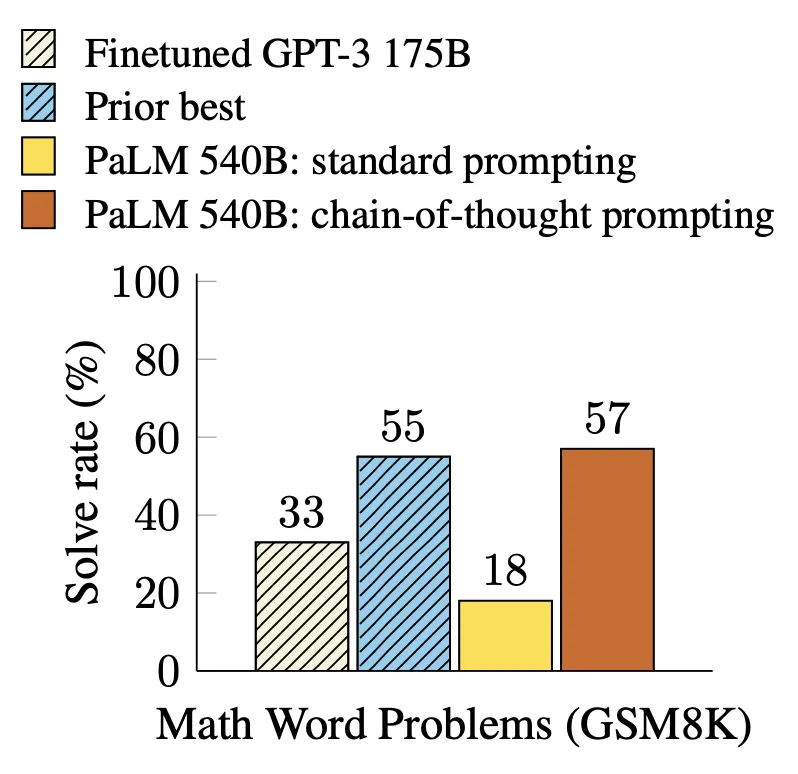 Finetuned GPT-3 175B
Prior best
PaLM 540B: standard prompting
PaLM 540B: chain-of-thought prompting
100
80
60
40
20
0
Solve rate (%)
33
55
18
57
Math Word Problems (GSM8K)